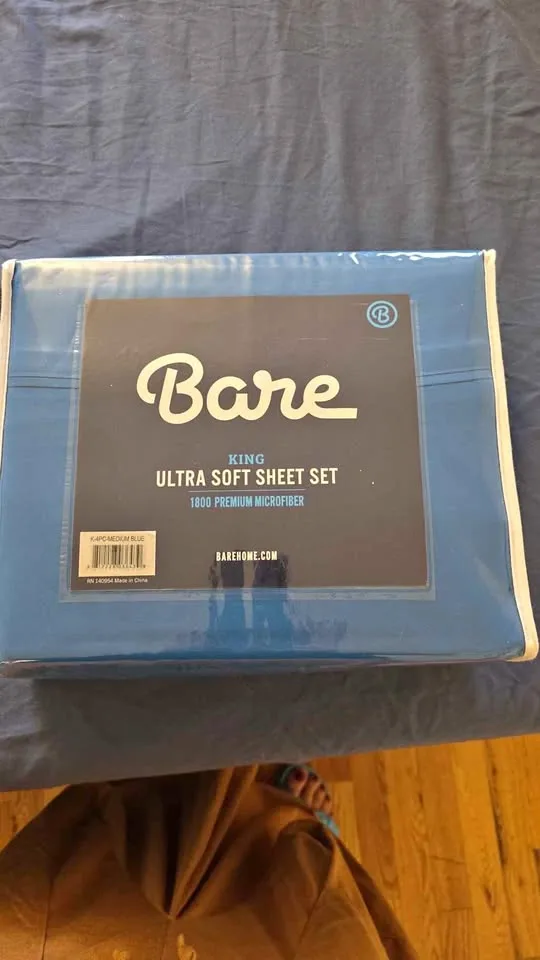 B
Bare
KING
ULTRA SOFT SHEET SET
1800 PREMIUM MICROFIBER
K-4PC-MEDIUM BLUE
RN 140954 Made in China
BAREHOME.COM